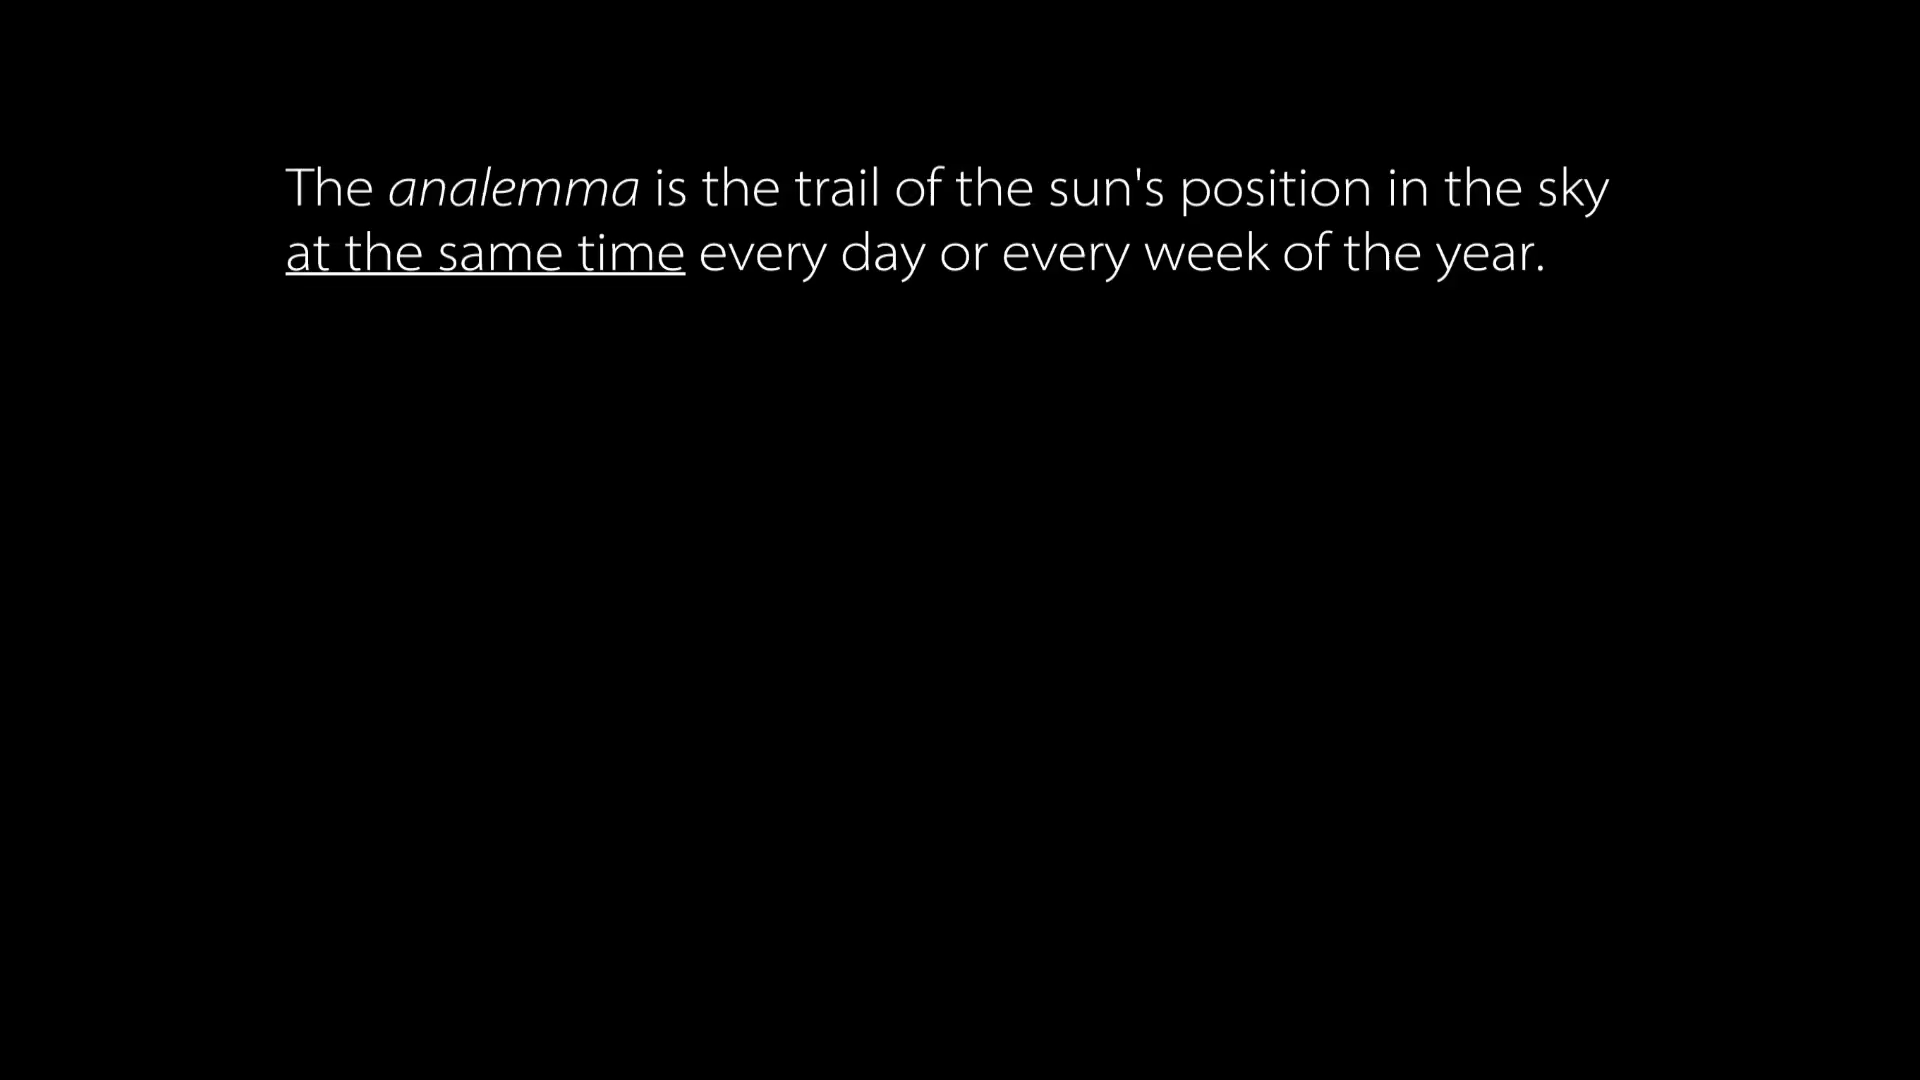 The analemma is the trail of the sun's position in the sky
at the same time every day or every week of the year.